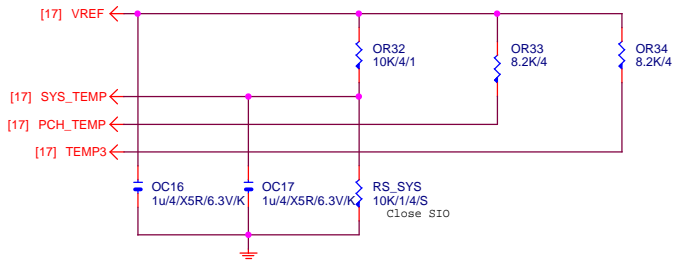 [17] VREF
OR32
10K/4/1
OR33
8.2K/4
OR34
8.2K/4
[17] SYS_TEMP
[17] PCH_TEMP
[17] TEMP3
OC16
1u/4/X5R/6.3V/K
OC17
1u/4/X5R/6.3V/K
RS_SYS
10K/1/4/S
Close SIO